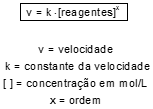 v = k·[reagentes]ˣ
v = velocidade
k = constante da velocidade
[ ] = concentração em mol/L
x = ordem